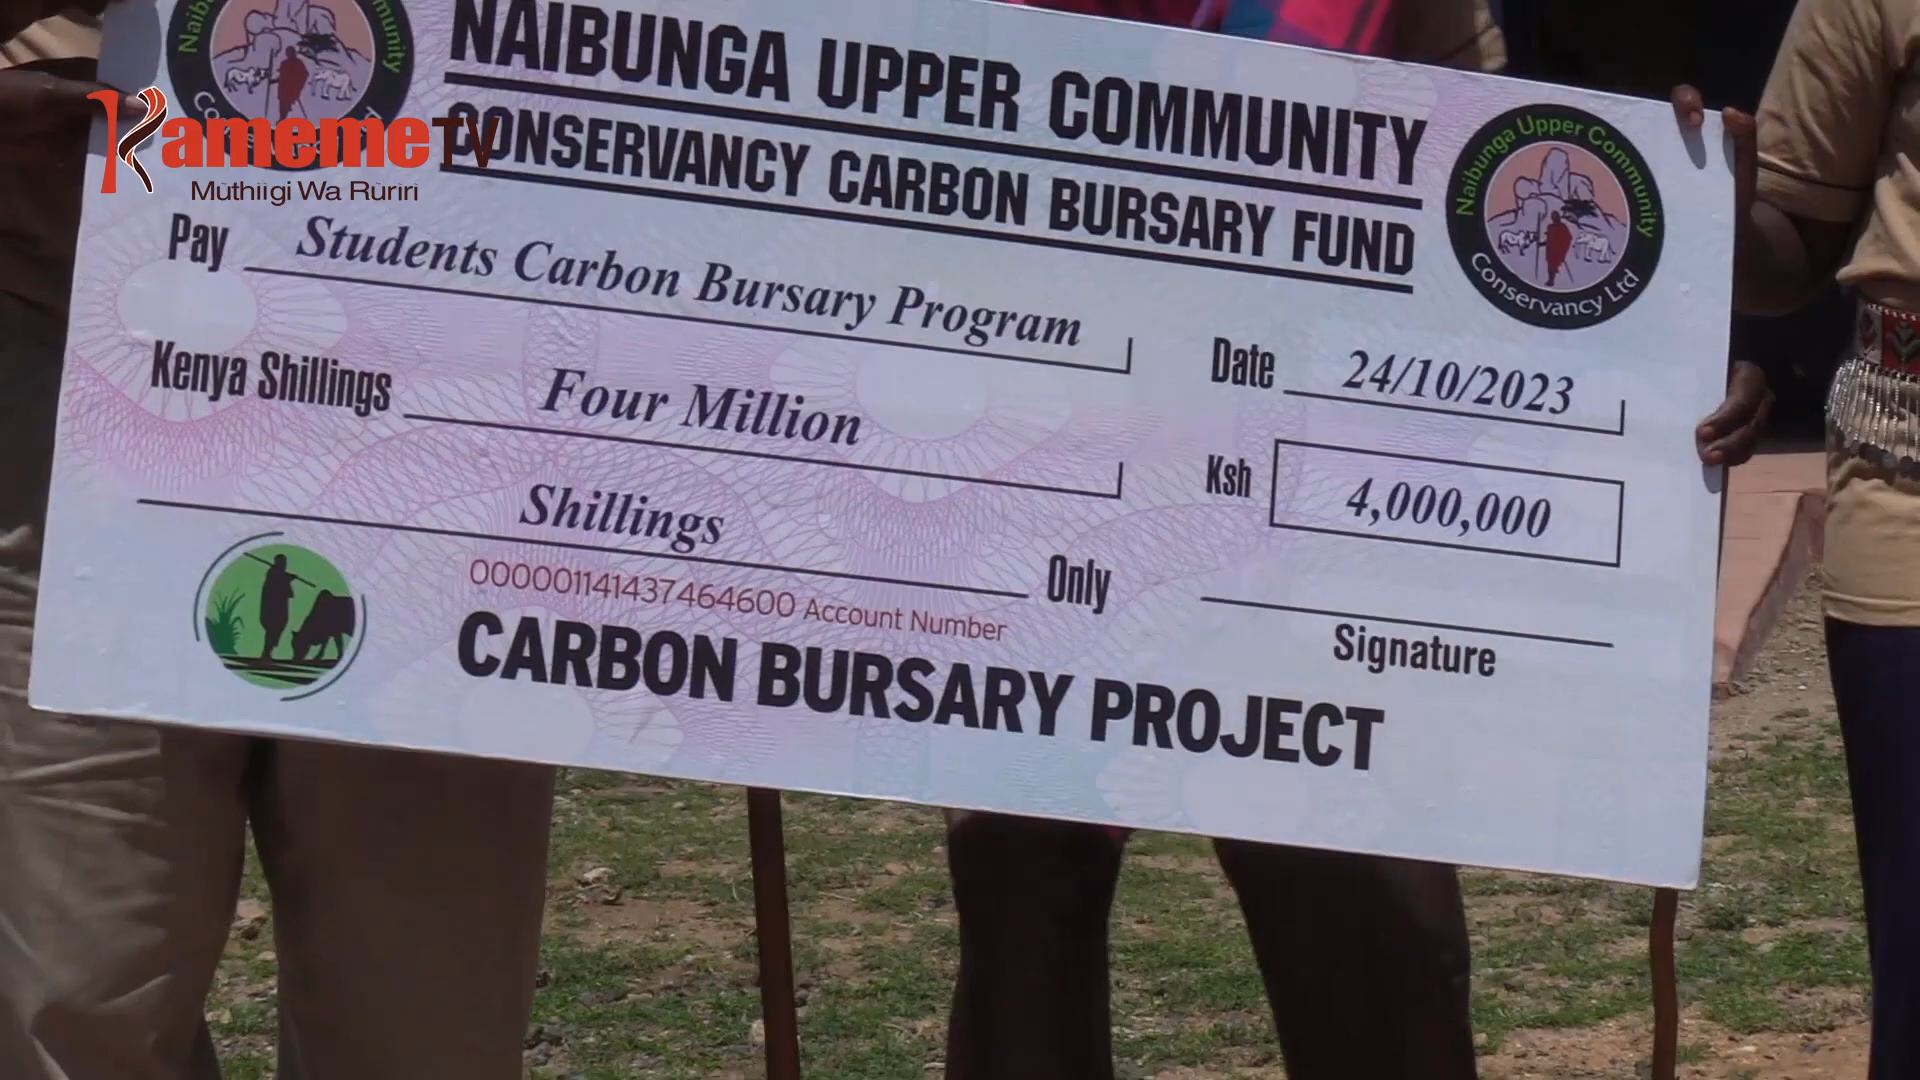 NAIBUNGA UPPER COMMUNITY
CONSERVANCY CARBON BURSARY FUND
Kameme TV
Mũthiigi Wa Rũrĩrĩ
Naibunga Upper Community
Conservancy Ltd
Pay Students Carbon Bursary Program
Date 24/10/2023
Kenya Shillings Four Million
Ksh 4,000,000
Shillings Only
Signature
000001141437464600 Account Number
CARBON BURSARY PROJECT